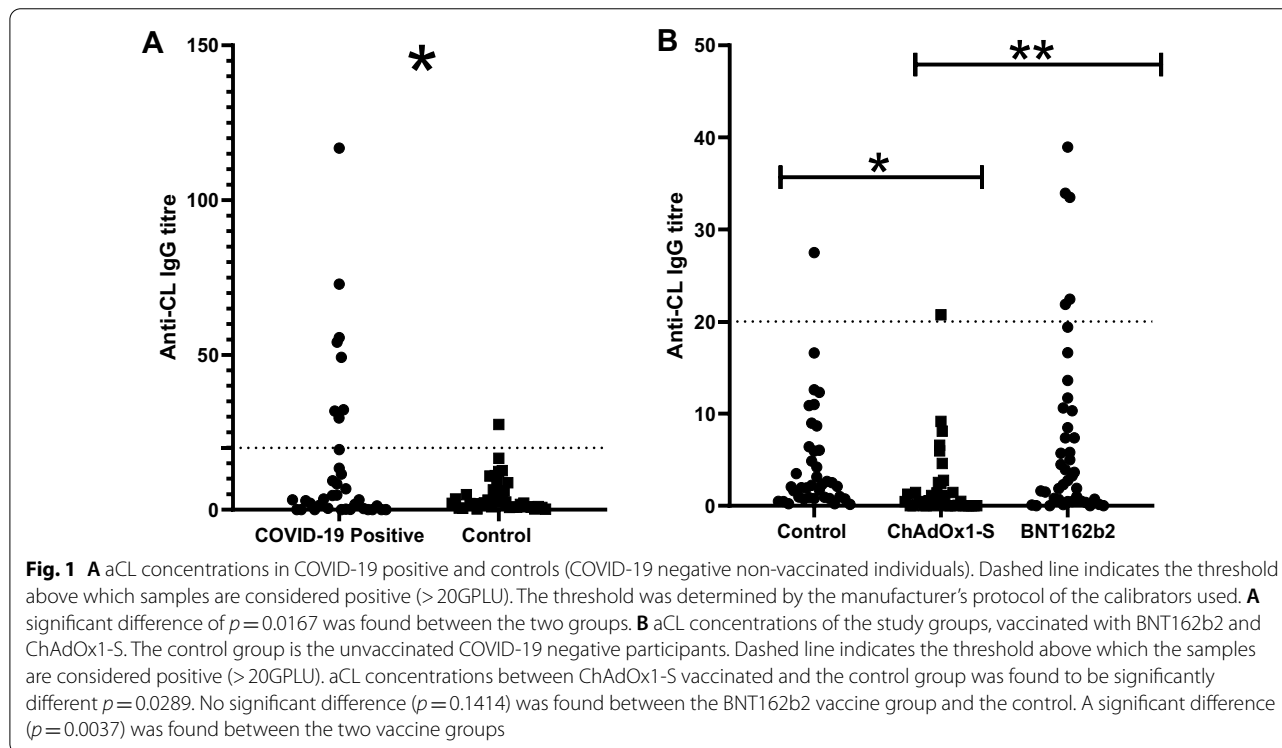 A
B
*
**
*
Anti-CL IgG titre
150
100
50
0
COVID-19 Positive
Control
Anti-CL IgG titre
50
40
30
20
10
0
Control
ChAdOx1-S
BNT162b2
Fig. 1 A aCL concentrations in COVID-19 positive and controls (COVID-19 negative non-vaccinated individuals). Dashed line indicates the threshold
above which samples are considered positive (> 20GPLU). The threshold was determined by the manufacturer's protocol of the calibrators used. A
significant difference of p = 0.0167 was found between the two groups. B aCL concentrations of the study groups, vaccinated with BNT162b2 and
ChAdOx1-S. The control group is the unvaccinated COVID-19 negative participants. Dashed line indicates the threshold above which the samples
are considered positive (> 20GPLU). aCL concentrations between ChAdOx1-S vaccinated and the control group was found to be significantly
different p = 0.0289. No significant difference (p = 0.1414) was found between the BNT162b2 vaccine group and the control. A significant difference
(p = 0.0037) was found between the two vaccine groups